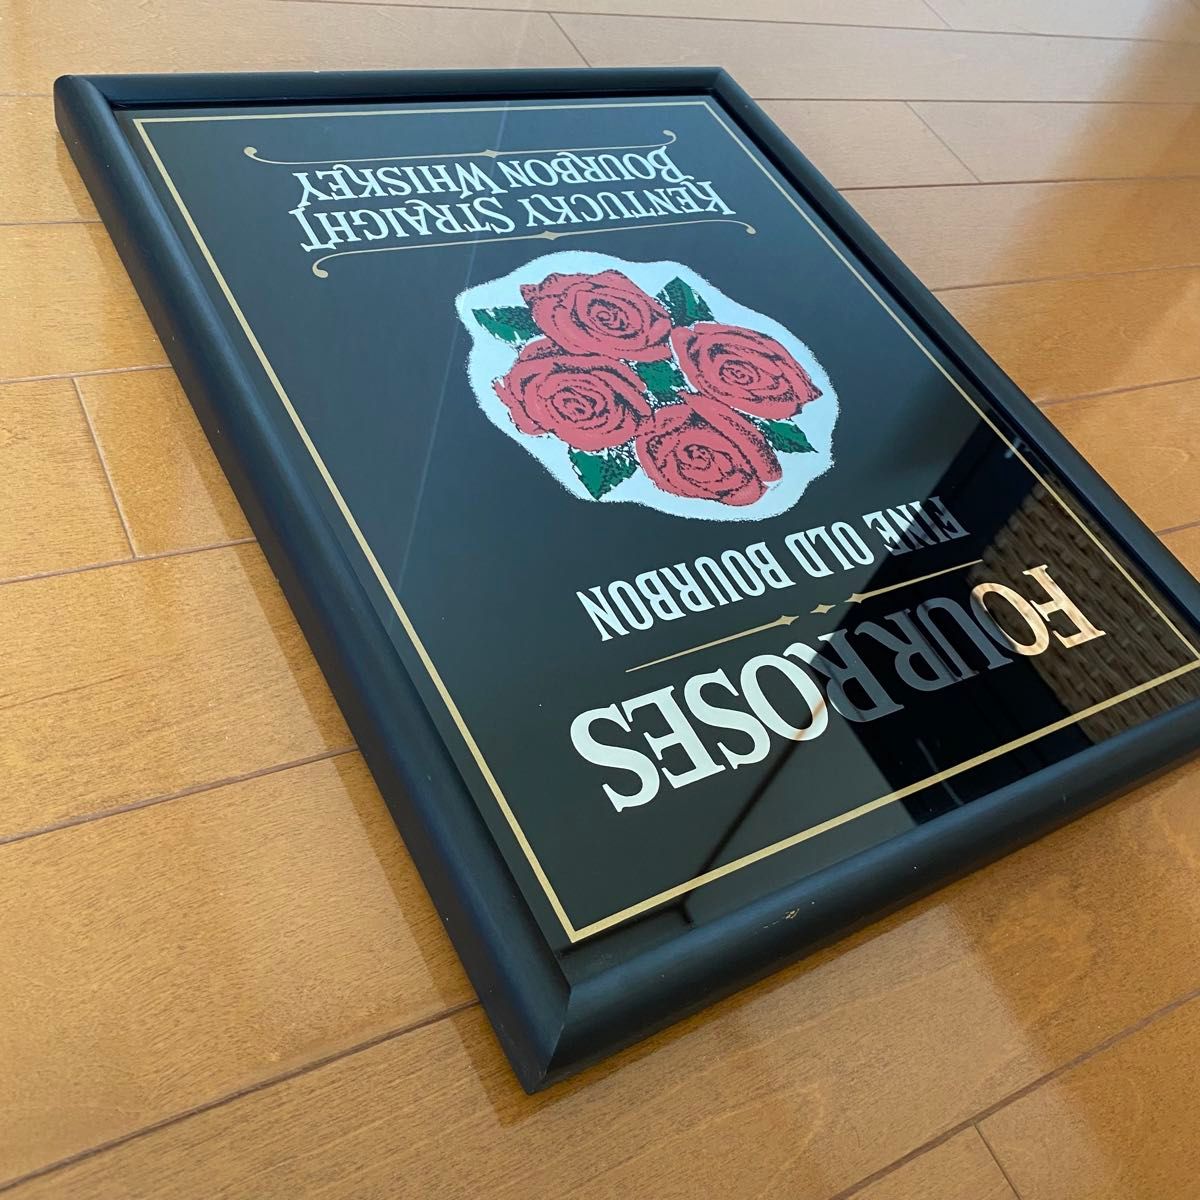 FOUR ROSES
FINE OLD BOURBON
KENTUCKY STRAIGHT
BOURBON WHISKEY